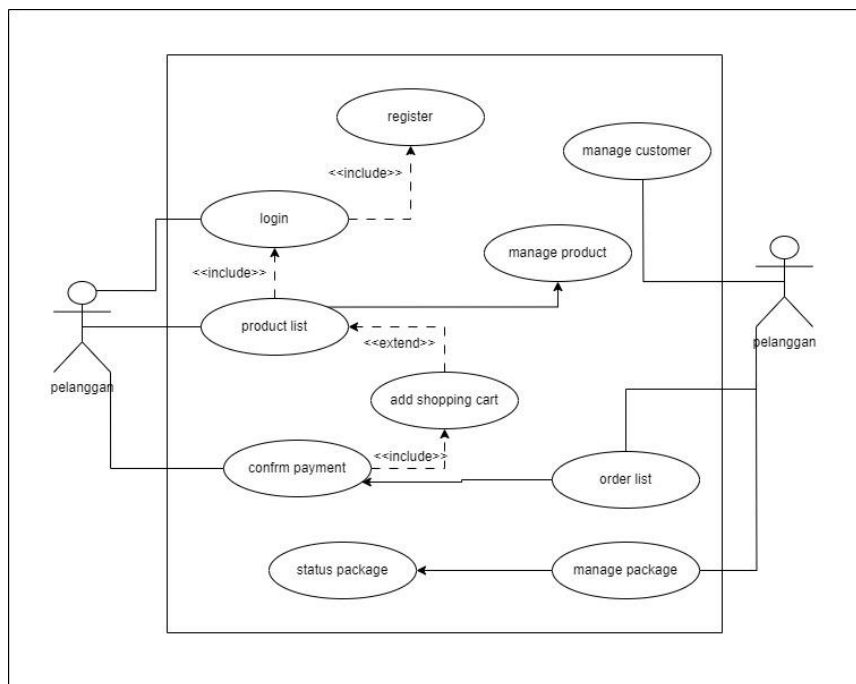 register
manage customer
<<include>>
login
manage product
<<include>>
product list
<<extend>>
pelanggan
pelanggan
add shopping cart
<<include>>
confrm payment
order list
status package
manage package